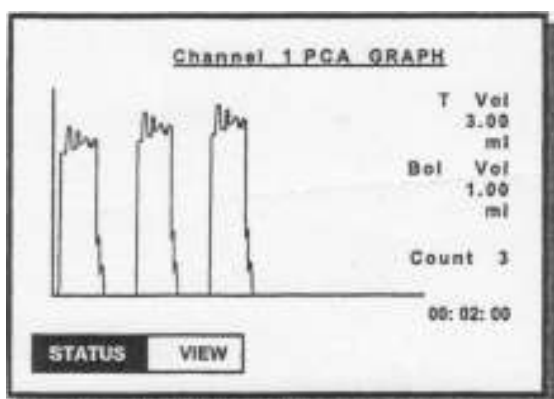 Channel 1 PCA GRAPH
T Vol
3.00
ml
Bol Vol
1.00
ml
Count 3
00: 02: 00
STATUS VIEW